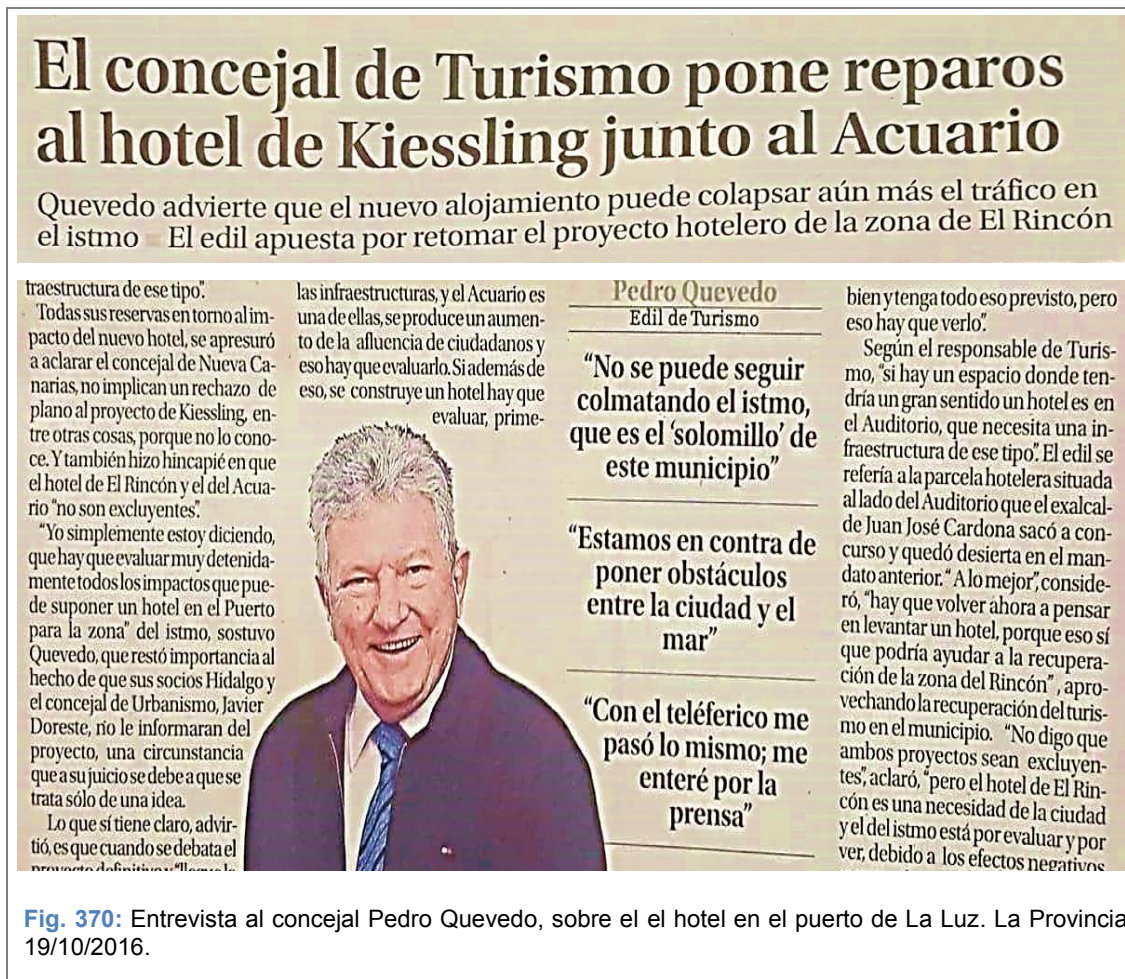 El concejal de Turismo pone reparos
al hotel de Kiessling junto al Acuario
Quevedo advierte que el nuevo alojamiento puede colapsar aún más el tráfico en
el istmo El edil apuesta por retomar el proyecto hotelero de la zona de El Rincón
fraestructura de ese tipo".
Todas sus reservas en torno al im-
pacto del nuevo hotel, se apresuró
a aclarar el concejal de Nueva Ca-
narias, no implican un rechazo de
plano al proyecto de Kiessling, en-
tre otras cosas, porque no lo cono-
ce. Y también hizo hincapié en que
el hotel de El Rincón y el del Acua-
rio "no son excluyentes".
"Yo simplemente estoy diciendo,
que hay que evaluar muy detenida-
mente todos los impactos que pue-
de suponer un hotel en el Puerto
para la zona" del istmo, sostuvo
Quevedo, que restó importancia al
hecho de que sus socios Hidalgo y
el concejal de Urbanismo, Javier
Doreste, no le informaran del
proyecto, una circunstancia
que a su juicio se debe a que se
trata sólo de una idea.
Lo que sí tiene claro, advir-
tió, es que cuando se debata el
proyecto definitivo y
las infraestructuras, y el Acuario es
una de ellas, se produce un aumen-
to de la afluencia de ciudadanos y
eso hay que evaluarlo. Si además de
eso, se construye un hotel hay que
evaluar, prime-
Pedro Quevedo
Edil de Turismo
"No se puede seguir
colmatando el istmo,
que es el 'solomillo' de
este municipio"
"Estamos en contra de
poner obstáculos
entre la ciudad y el
mar"
"Con el teléferico me
pasó lo mismo; me
enteré por la
prensa"
bien y tenga todo eso previsto, pero
eso hay que verlo".
Según el responsable de Turis-
mo, "si hay un espacio donde ten-
dría un gran sentido un hotel es en
el Auditorio, que necesita una in-
fraestructura de ese tipo". El edil se
refería a la parcela hotelera situada
al lado del Auditorio que el exalcal-
de Juan José Cardona sacó a con-
curso y quedó desierta en el man-
dato anterior. "A lo mejor", conside-
ró, "hay que volver ahora a pensar
en levantar un hotel, porque eso sí
que podría ayudar a la recupera-
ción de la zona del Rincón", apro-
vechando la recuperación del turis-
mo en el municipio. "No digo que
ambos proyectos sean excluyen-
tes", aclaró, "pero el hotel de El Rin-
cón es una necesidad de la ciudad
y el del istmo está por evaluar y por
ver, debido a los efectos negativos
Fig. 370: Entrevista al concejal Pedro Quevedo, sobre el el hotel en el puerto de La Luz. La Provincia
19/10/2016.